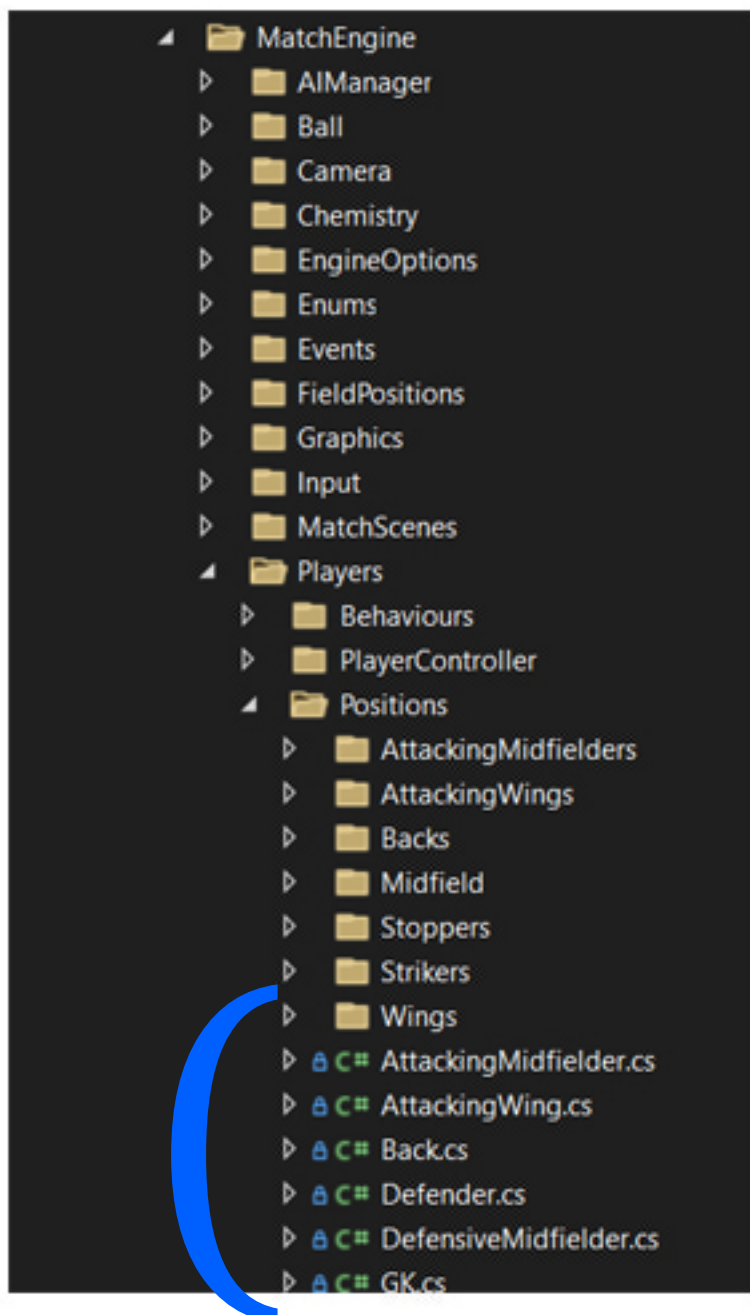 MatchEngine
AIManager
Ball
Camera
Chemistry
EngineOptions
Enums
Events
FieldPositions
Graphics
Input
MatchScenes
Players
Behaviours
PlayerController
Positions
AttackingMidfielders
AttackingWings
Backs
Midfield
Stoppers
Strikers
Wings
C# AttackingMidfielder.cs
C# AttackingWing.cs
C# Back.cs
C# Defender.cs
C# DefensiveMidfielder.cs
C# GK.cs